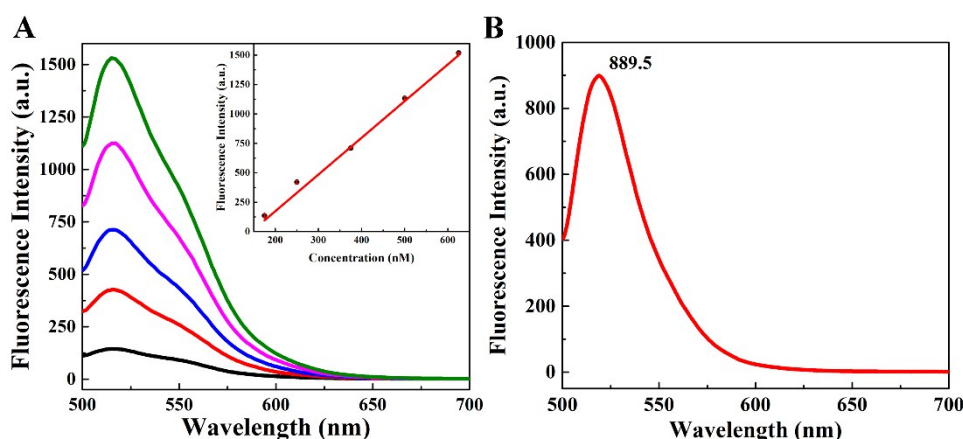 A
Fluorescence Intensity (a.u.)
1500
1250
1000
750
500
250
0
500 550 600 650 700
Wavelength (nm)
Fluorescence Intensity (a.u.)
1500
1250
1000
750
500
250
0
200 300 400 500 600
Concentration (nM)
B
Fluorescence Intensity (a.u.)
1000
800
600
400
200
0
889.5
500 550 600 650 700
Wavelength (nm)